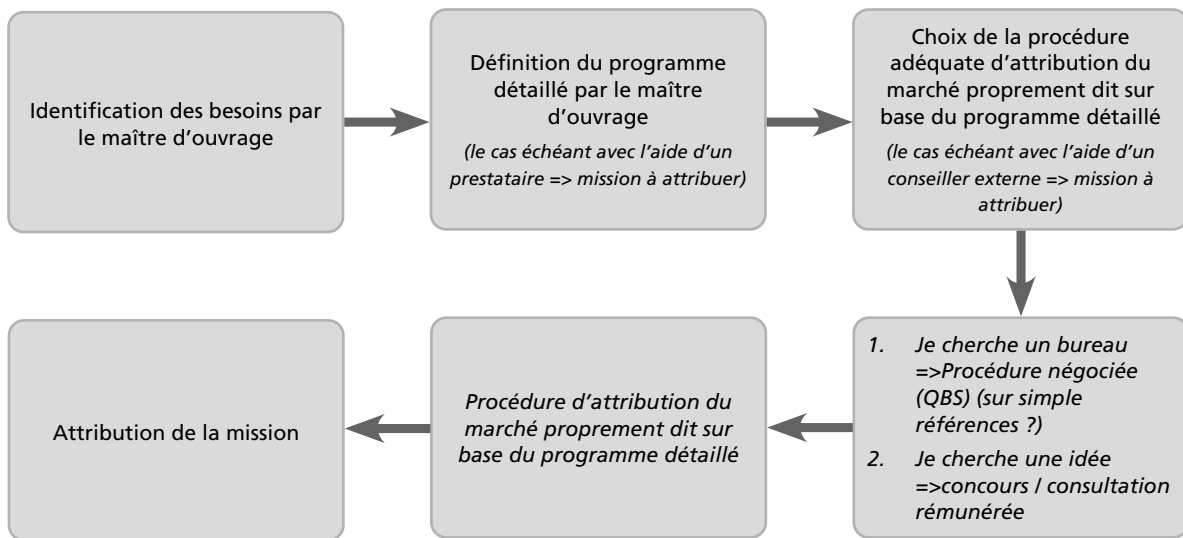 Identification des besoins par
le maître d'ouvrage
Définition du programme
détaillé par le maître
d'ouvrage
(le cas échéant avec l'aide d'un
prestataire => mission à attribuer)
Choix de la procédure
adéquate d'attribution du
marché proprement dit sur
base du programme détaillé
(le cas échéant avec l'aide d'un
conseiller externe => mission à
attribuer)
1. Je cherche un bureau
=>Procédure négociée
(QBS) (sur simple
références ?)
2. Je cherche une idée
=>concours / consultation
rémunérée
Procédure d'attribution du
marché proprement dit sur
base du programme détaillé
Attribution de la mission